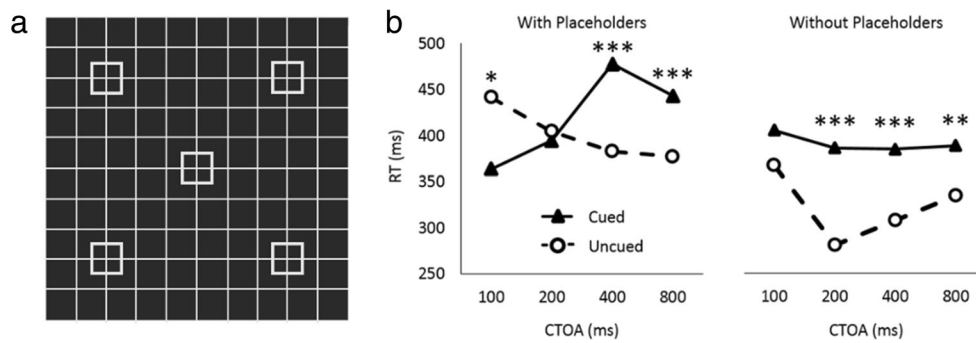 a
b
With Placeholders
Without Placeholders
500
450
400
350
300
250
RT (ms)
*
***
***
Cued
Uncued
***
***
**
100 200 400 800
CTOA (ms)
100 200 400 800
CTOA (ms)